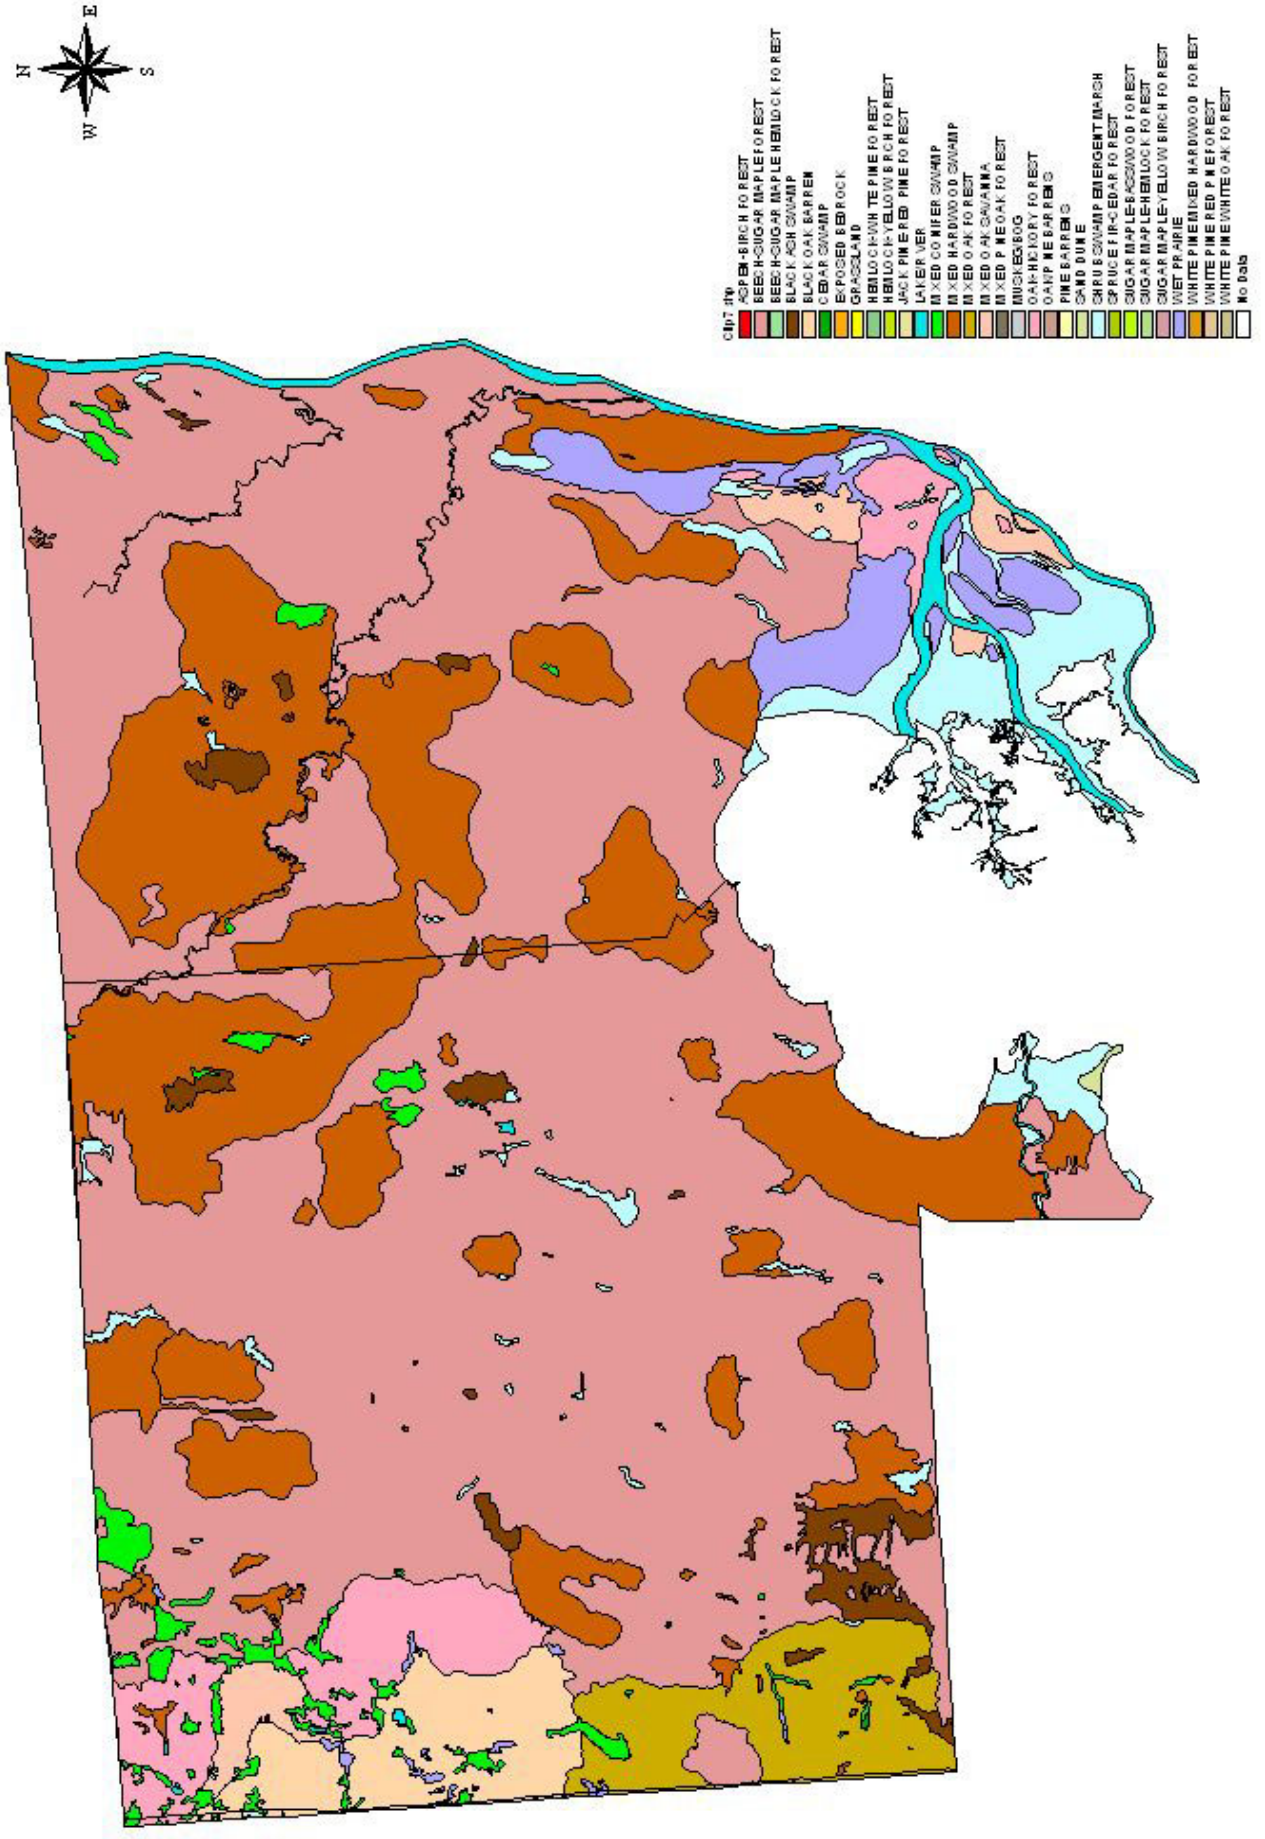 N
E
W
S
Clip7.shp
ASPEN-BIRCH FOREST
BEECH-SUGAR MAPLE FOREST
BEECH-SUGAR MAPLE HEMLOCK FOREST
BLACK ASH SWAMP
BLACK OAK BARREN
CEDAR SWAMP
EXPOSED BEDROCK
GRASSLAND
HEMLOCK-WHITE PINE FOREST
HEMLOCK-YELLOW BIRCH FOREST
JACK PINE-RED PINE FOREST
LAKE/RIVER
MIXED CONIFER SWAMP
MIXED HARDWOOD SWAMP
MIXED OAK FOREST
MIXED OAK SAVANNA
MIXED PINE OAK FOREST
MUSKEG/BOG
OAK-HICKORY FOREST
OAK/PINE BARRENS
PINE BARRENS
SAND DUNE
SHRUB SWAMP EMERGENT MARSH
SPRUCE FIR-CEDAR FOREST
SUGAR MAPLE-BASSWOOD FOREST
SUGAR MAPLE-HEMLOCK FOREST
SUGAR MAPLE-YELLOW BIRCH FOREST
WET PRAIRIE
WHITE PINE MIXED HARDWOOD FOREST
WHITE PINE RED PINE FOREST
WHITE PINE WHITE OAK FOREST
No Data